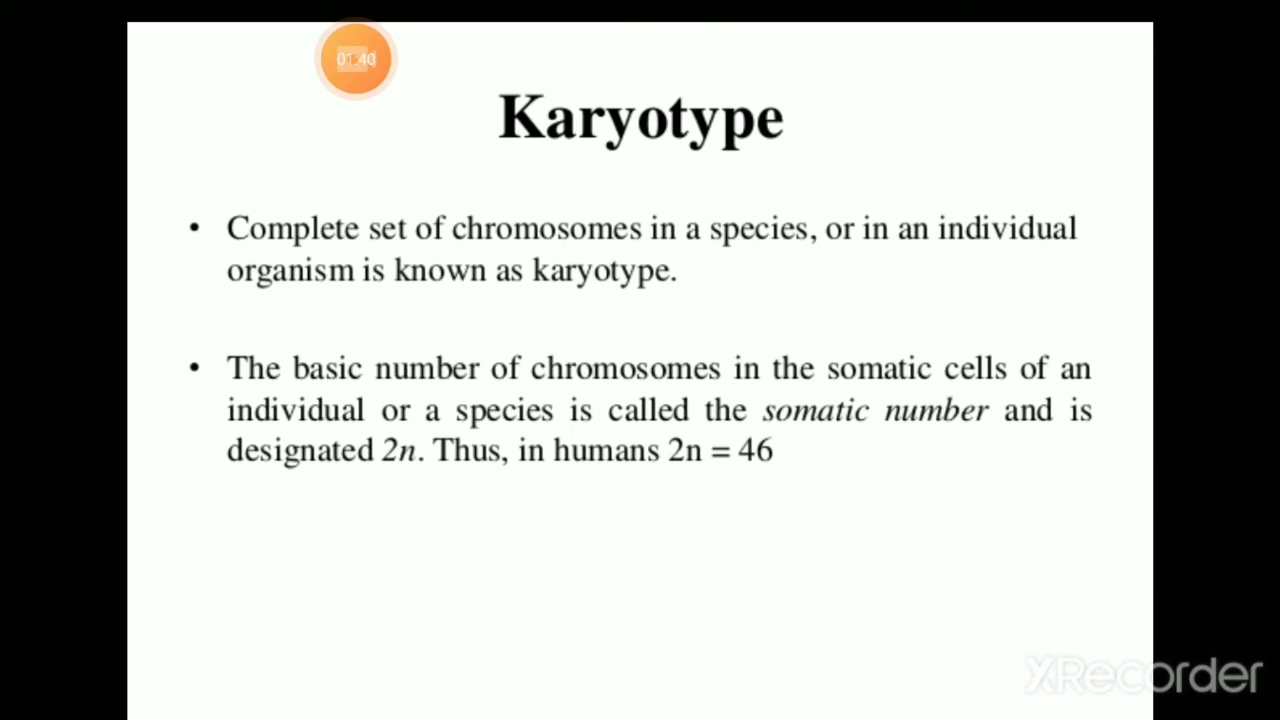 01:40
Karyotype
• Complete set of chromosomes in a species, or in an individual
organism is known as karyotype.
• The basic number of chromosomes in the somatic cells of an
individual or a species is called the somatic number and is
designated 2n. Thus, in humans 2n = 46
XRecorder